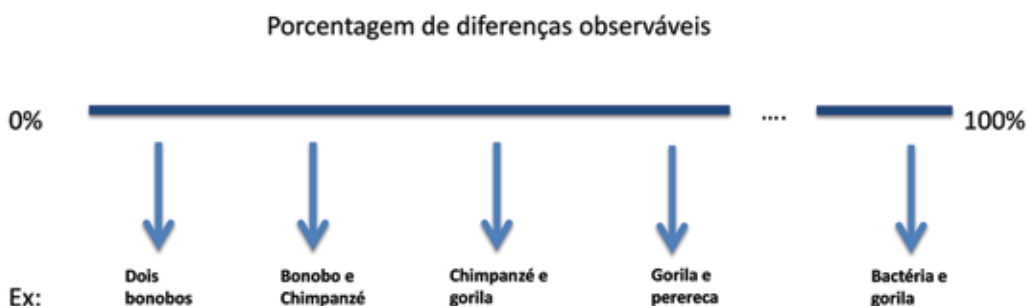 Porcentagem de diferenças observáveis
0% .... 100%
Ex: Dois bonobos Bonobo e Chimpanzé Chimpanzé e gorila Gorila e perereca Bactéria e gorila